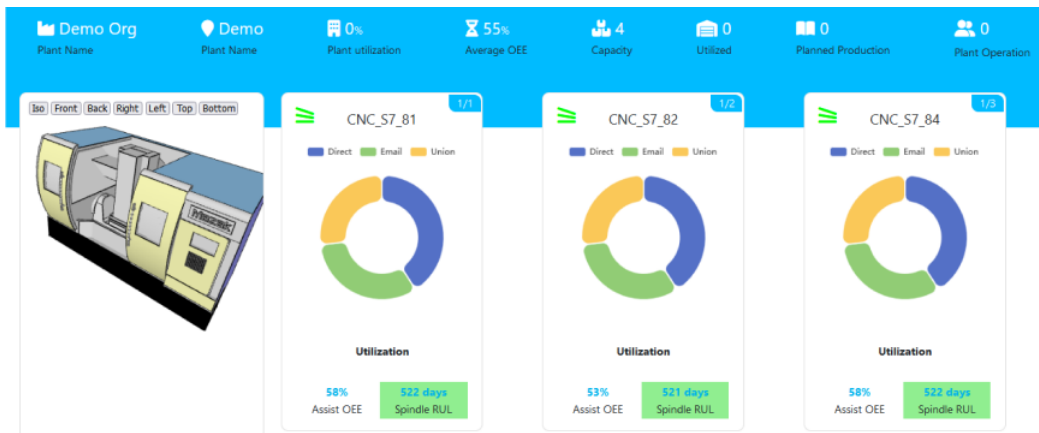 Demo Org
Plant Name
Demo
Plant Name
0%
Plant utilization
55%
Average OEE
4
Capacity
0
Utilized
0
Planned Production
0
Plant Operation
Iso Front Back Right Left Top Bottom
1/1
CNC_S7_81
Direct Email Union
Utilization
58%
Assist OEE
522 days
Spindle RUL
1/2
CNC_S7_82
Direct Email Union
Utilization
53%
Assist OEE
521 days
Spindle RUL
1/3
CNC_S7_84
Direct Email Union
Utilization
58%
Assist OEE
522 days
Spindle RUL